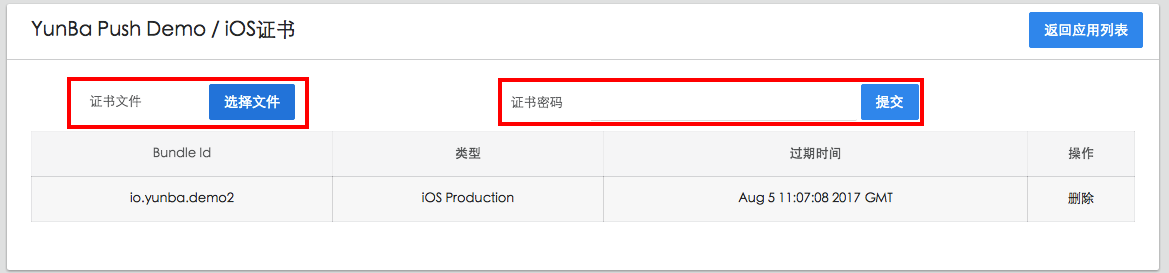 YunBa Push Demo / iOS证书 返回应用列表
证书文件 选择文件 证书密码 提交
Bundle Id 类型 过期时间 操作
io.yunba.demo2 iOS Production Aug 5 11:07:08 2017 GMT 删除